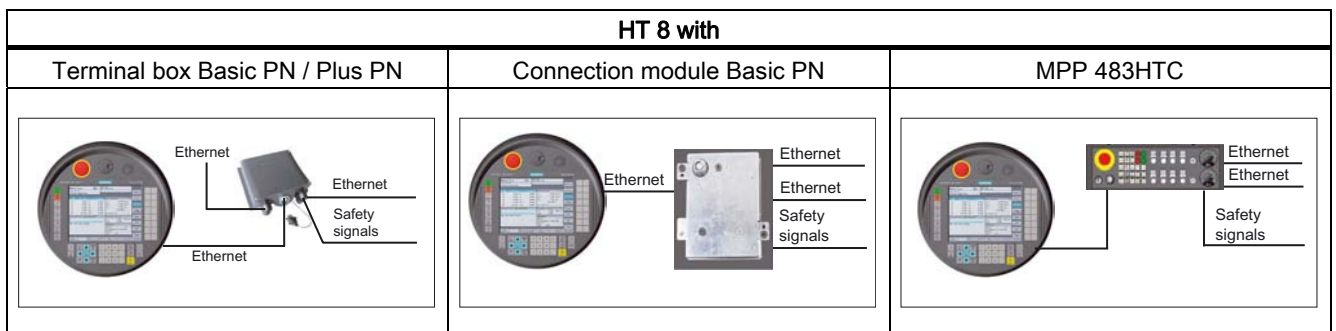 HT 8 with
Terminal box Basic PN / Plus PN
Connection module Basic PN
MPP 483HTC
Ethernet
Ethernet
Safety
signals
Ethernet
Ethernet
Ethernet
Ethernet
Safety
signals
Ethernet
Ethernet
Safety
signals